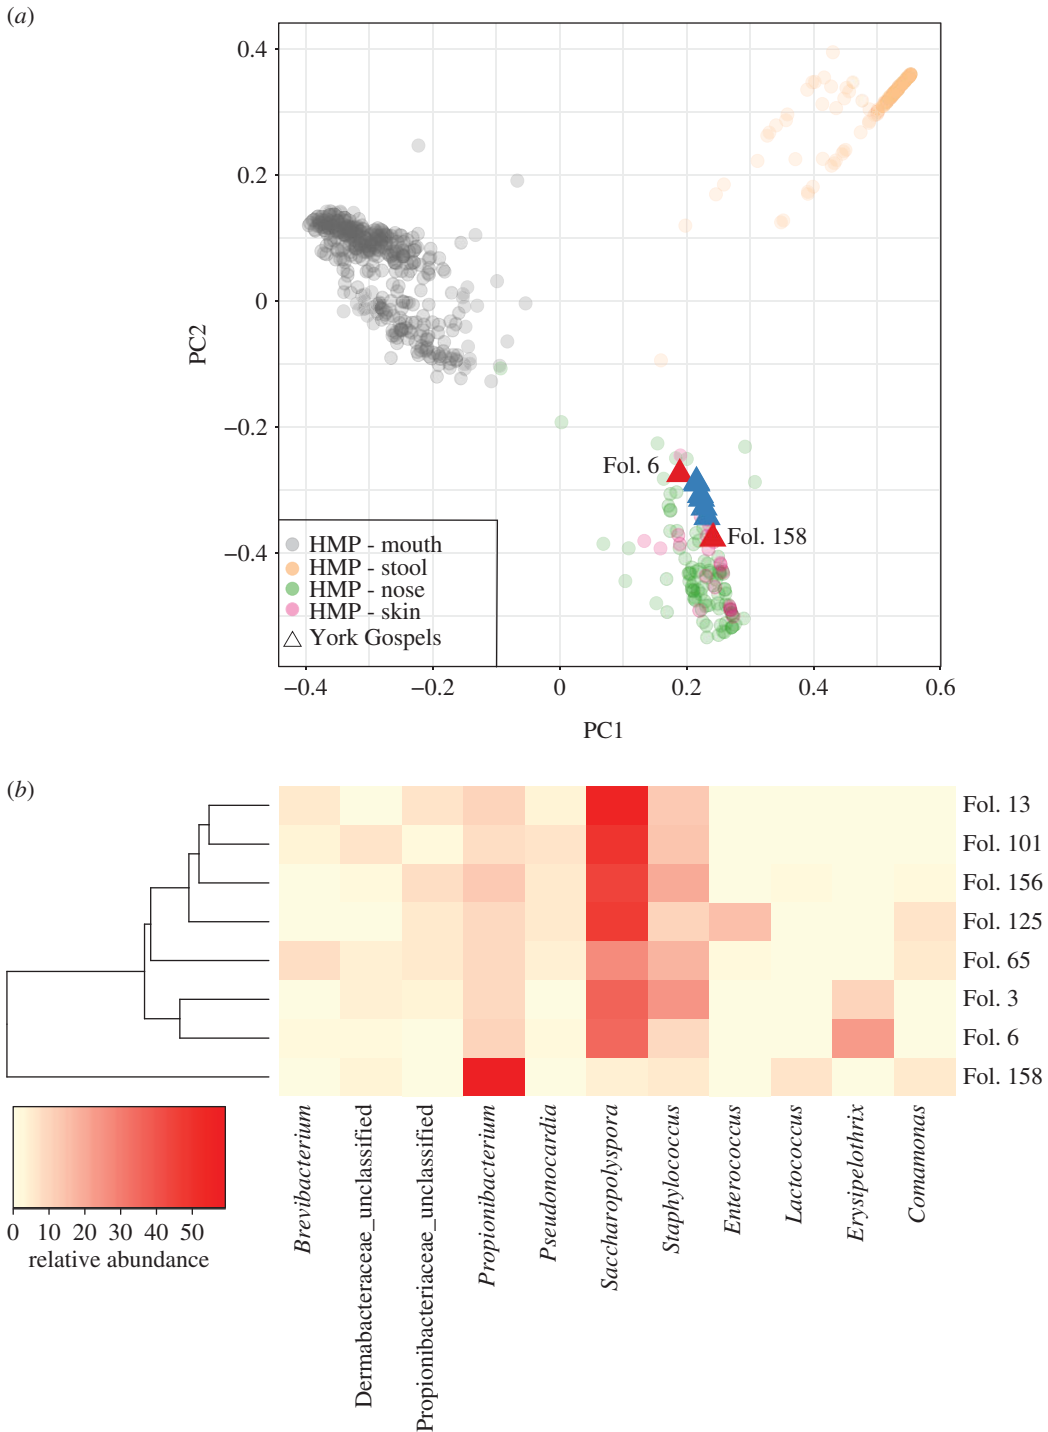 (a)
0.4
0.2
0
−0.2
−0.4
PC2
Fol. 6
Fol. 158
HMP - mouth
HMP - stool
HMP - nose
HMP - skin
York Gospels
−0.4 −0.2 0 0.2 0.4 0.6
PC1
(b)
Fol. 13
Fol. 101
Fol. 156
Fol. 125
Fol. 65
Fol. 3
Fol. 6
Fol. 158
0 10 20 30 40 50
relative abundance
Brevibacterium
Dermabacteraceae_unclassified
Propionibacteriaceae_unclassified
Propionibacterium
Pseudonocardia
Saccharopolyspora
Staphylococcus
Enterococcus
Lactococcus
Erysipelothrix
Comamonas